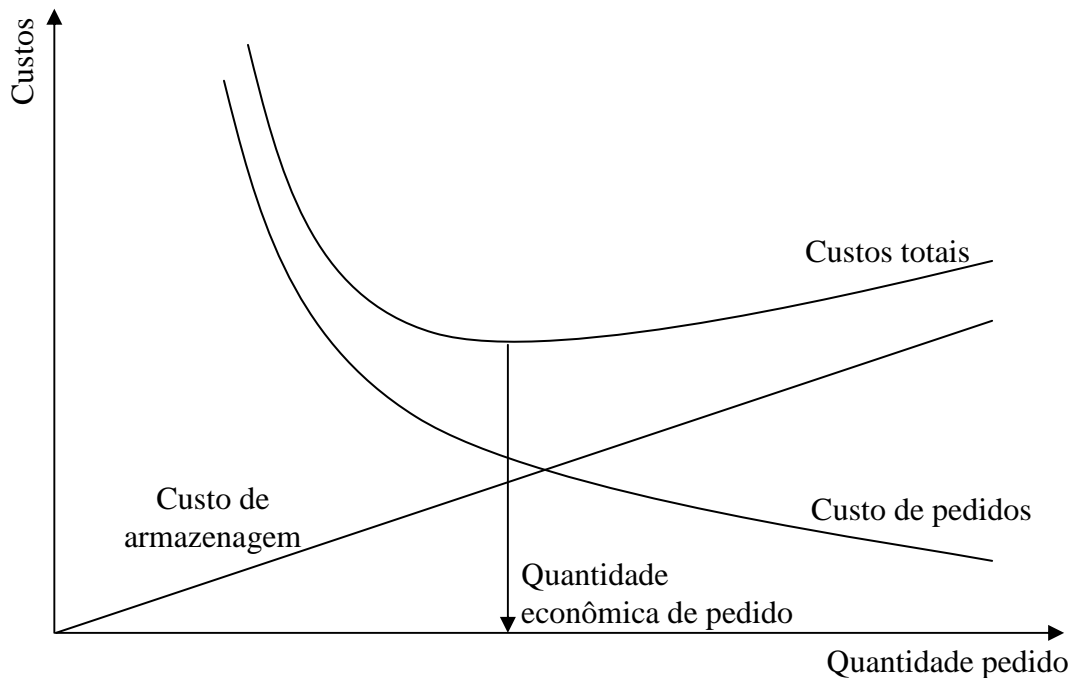 Custos
Custos totais
Custo de
armazenagem
Custo de pedidos
Quantidade
econômica de pedido
Quantidade pedido